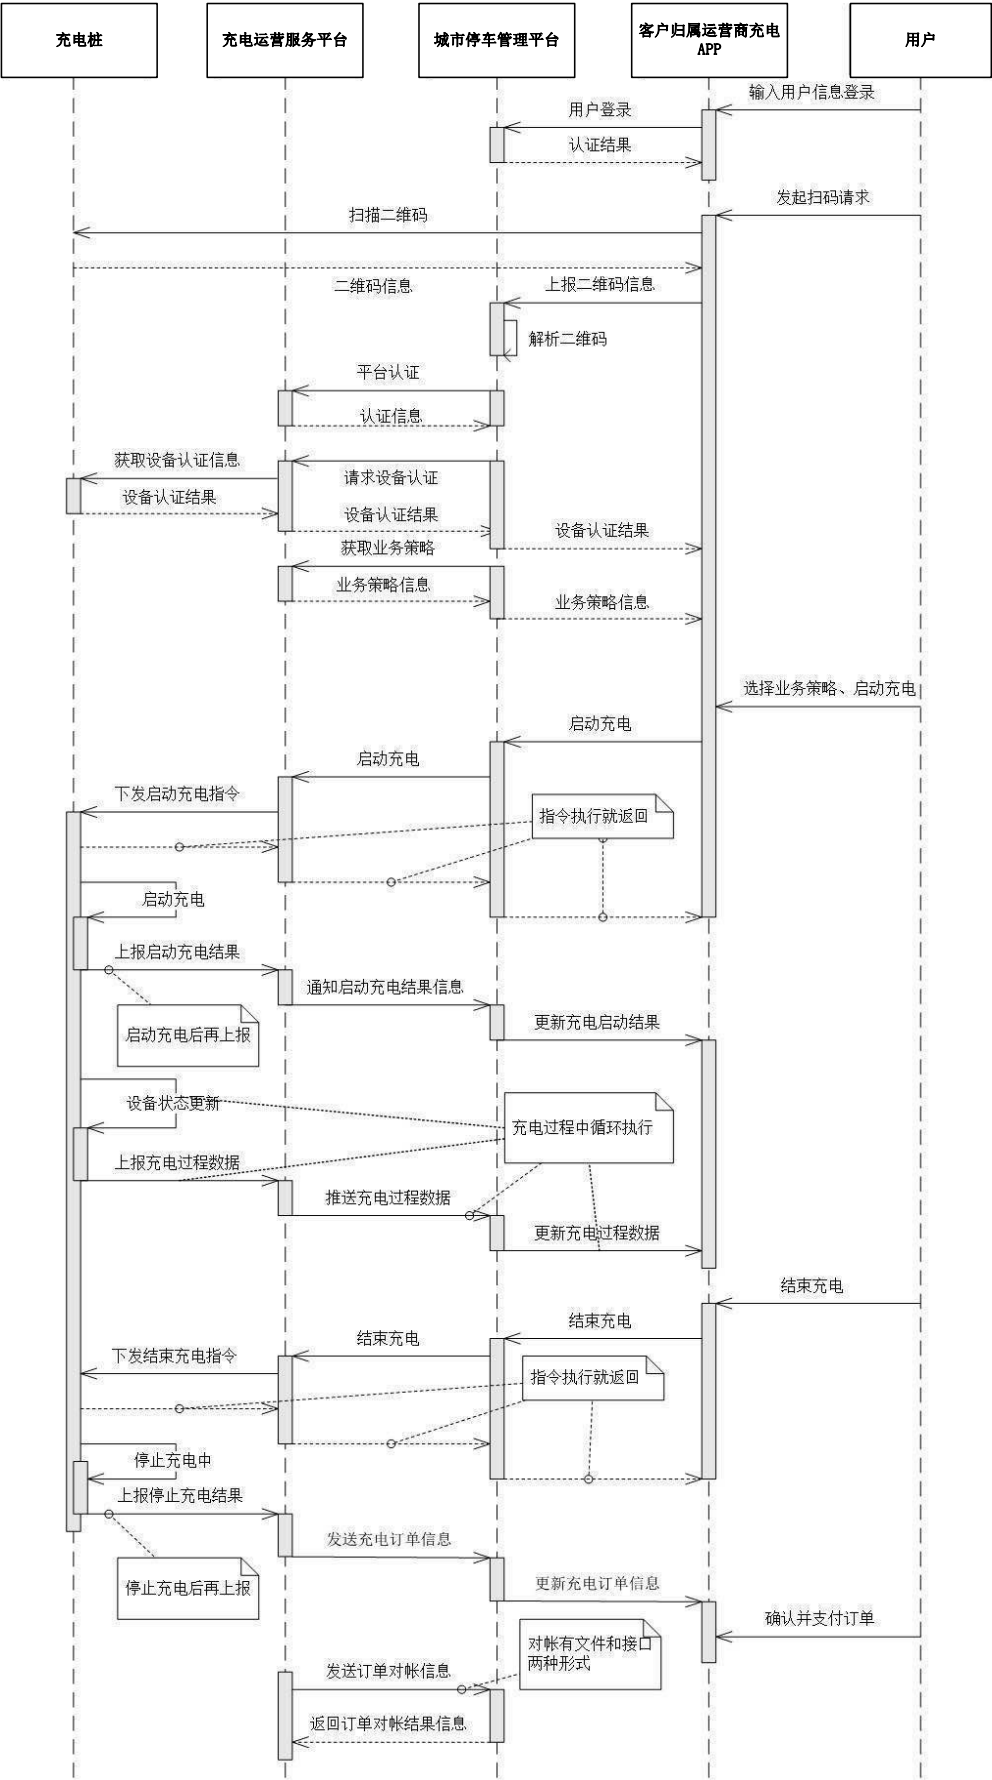 充电桩
充电运营服务平台
城市停车管理平台
客户归属运营商充电
APP
用户
输入用户信息登录
用户登录
认证结果
发起扫码请求
扫描二维码
二维码信息
上报二维码信息
解析二维码
平台认证
认证信息
获取设备认证信息
请求设备认证
设备认证结果
设备认证结果
设备认证结果
获取业务策略
业务策略信息
业务策略信息
选择业务策略、启动充电
启动充电
启动充电
下发启动充电指令
指令执行就返回
启动充电
上报启动充电结果
通知启动充电结果信息
更新充电启动结果
启动充电后再上报
设备状态更新
充电过程中循环执行
上报充电过程数据
推送充电过程数据
更新充电过程数据
结束充电
结束充电
结束充电
下发结束充电指令
指令执行就返回
停止充电中
上报停止充电结果
发送充电订单信息
更新充电订单信息
停止充电后再上报
确认并支付订单
对帐有文件和接口
两种形式
发送订单对帐信息
返回订单对帐结果信息